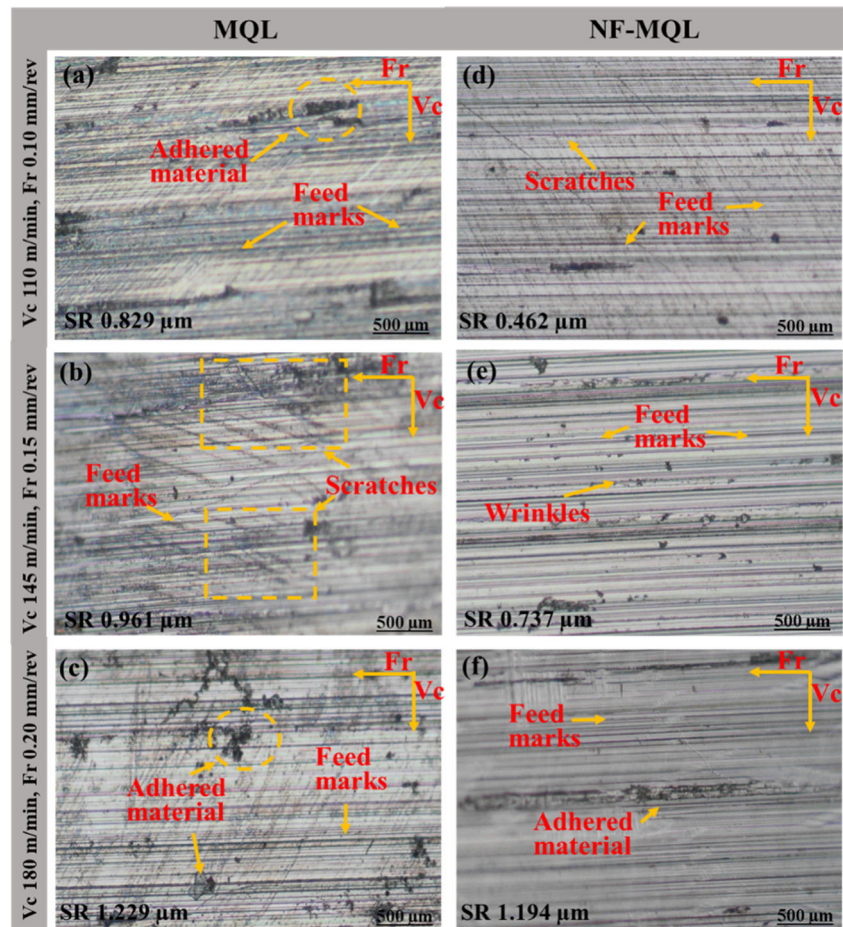 MQL
NF-MQL
Vc 110 m/min, Fr 0.10 mm/rev
(a)
Fr
Vc
Adhered
material
Feed
marks
SR 0.829 µm
500 µm
(d)
Fr
Vc
Scratches
Feed
marks
SR 0.462 µm
500 µm
Vc 145 m/min, Fr 0.15 mm/rev
(b)
Fr
Vc
Feed
marks
Scratches
SR 0.961 µm
500 µm
(e)
Fr
Vc
Feed
marks
Wrinkles
SR 0.737 µm
500 µm
Vc 180 m/min, Fr 0.20 mm/rev
(c)
Fr
Vc
Feed
marks
Adhered
material
SR 1.229 µm
500 µm
(f)
Fr
Vc
Feed
marks
Adhered
material
SR 1.194 µm
500 µm